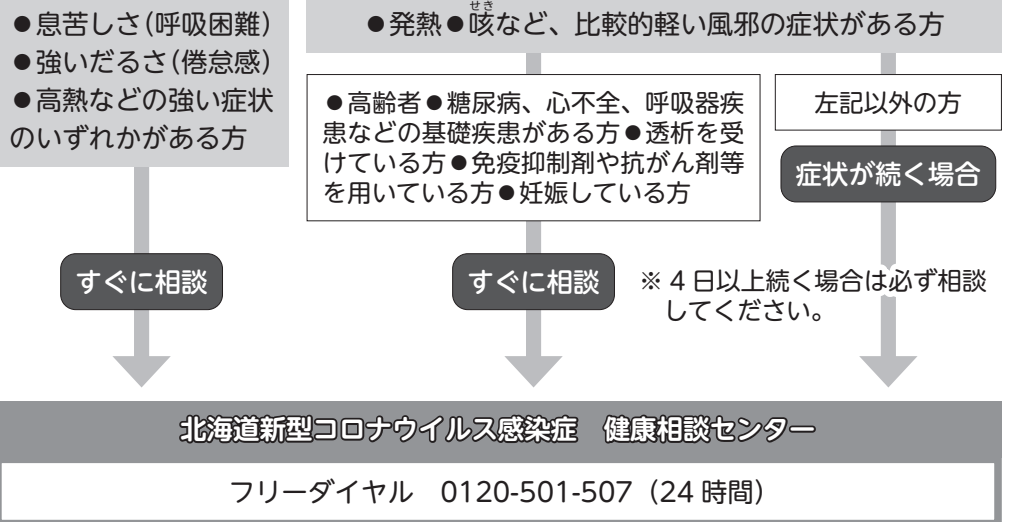 ●息苦しさ(呼吸困難)
●強いだるさ(倦怠感)
●高熱などの強い症状
のいずれかがある方
せき
●発熱●咳など、比較的軽い風邪の症状がある方
●高齢者●糖尿病、心不全、呼吸器疾
患などの基礎疾患がある方●透析を受
けている方●免疫抑制剤や抗がん剤等
を用いている方●妊娠している方
左記以外の方
症状が続く場合
すぐに相談
すぐに相談
※4日以上続く場合は必ず相談
してください。
北海道新型コロナウイルス感染症　健康相談センター
フリーダイヤル　0120-501-507（24時間）